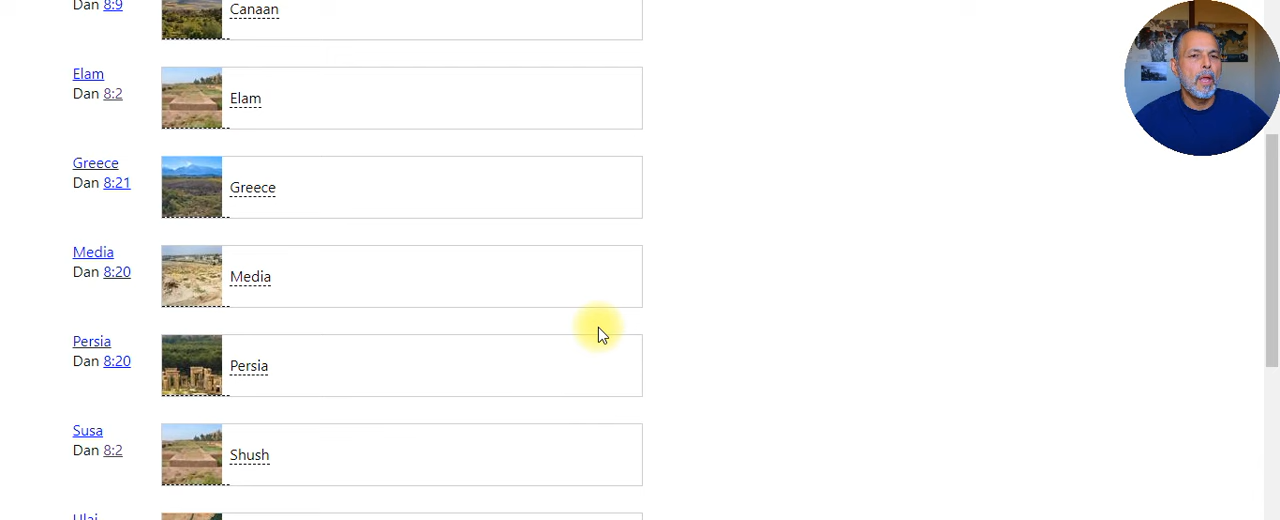 Dan 8:9
Canaan
Elam
Dan 8:2
Elam
Greece
Dan 8:21
Greece
Media
Dan 8:20
Media
Persia
Dan 8:20
Persia
Susa
Dan 8:2
Shush
Ulai